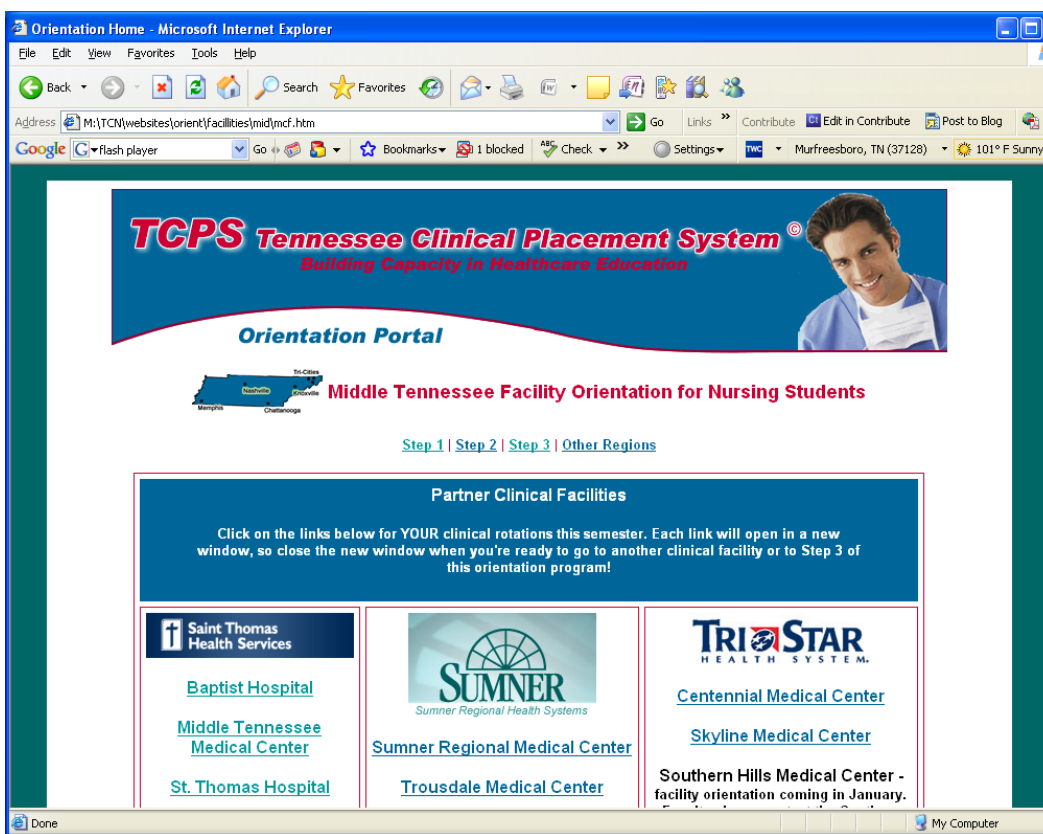 Orientation Home - Microsoft Internet Explorer
File Edit View Favorites Tools Help
Back Search Favorites
Address M:\TCN\websites\orient\facillities\mid\mcf.htm Go Links » Contribute Edit in Contribute Post to Blog
Google flash player Go Bookmarks 1 blocked ABC Check » Settings TWC Murfreesboro, TN (37128) 101° F Sunny
TCPS Tennessee Clinical Placement System ©
Building Capacity in Healthcare Education
Orientation Portal
Tri-Cities
Nashville
Knoxville
Memphis
Chattanooga
Middle Tennessee Facility Orientation for Nursing Students
Step 1 | Step 2 | Step 3 | Other Regions
Partner Clinical Facilities
Click on the links below for YOUR clinical rotations this semester. Each link will open in a new
window, so close the new window when you're ready to go to another clinical facility or to Step 3 of
this orientation program!
Saint Thomas
Health Services
Baptist Hospital
Middle Tennessee
Medical Center
St. Thomas Hospital
SUMNER
Sumner Regional Health Systems
Sumner Regional Medical Center
Trousdale Medical Center
TRISTAR
HEALTH SYSTEM.
Centennial Medical Center
Skyline Medical Center
Southern Hills Medical Center -
facility orientation coming in January.
Done My Computer